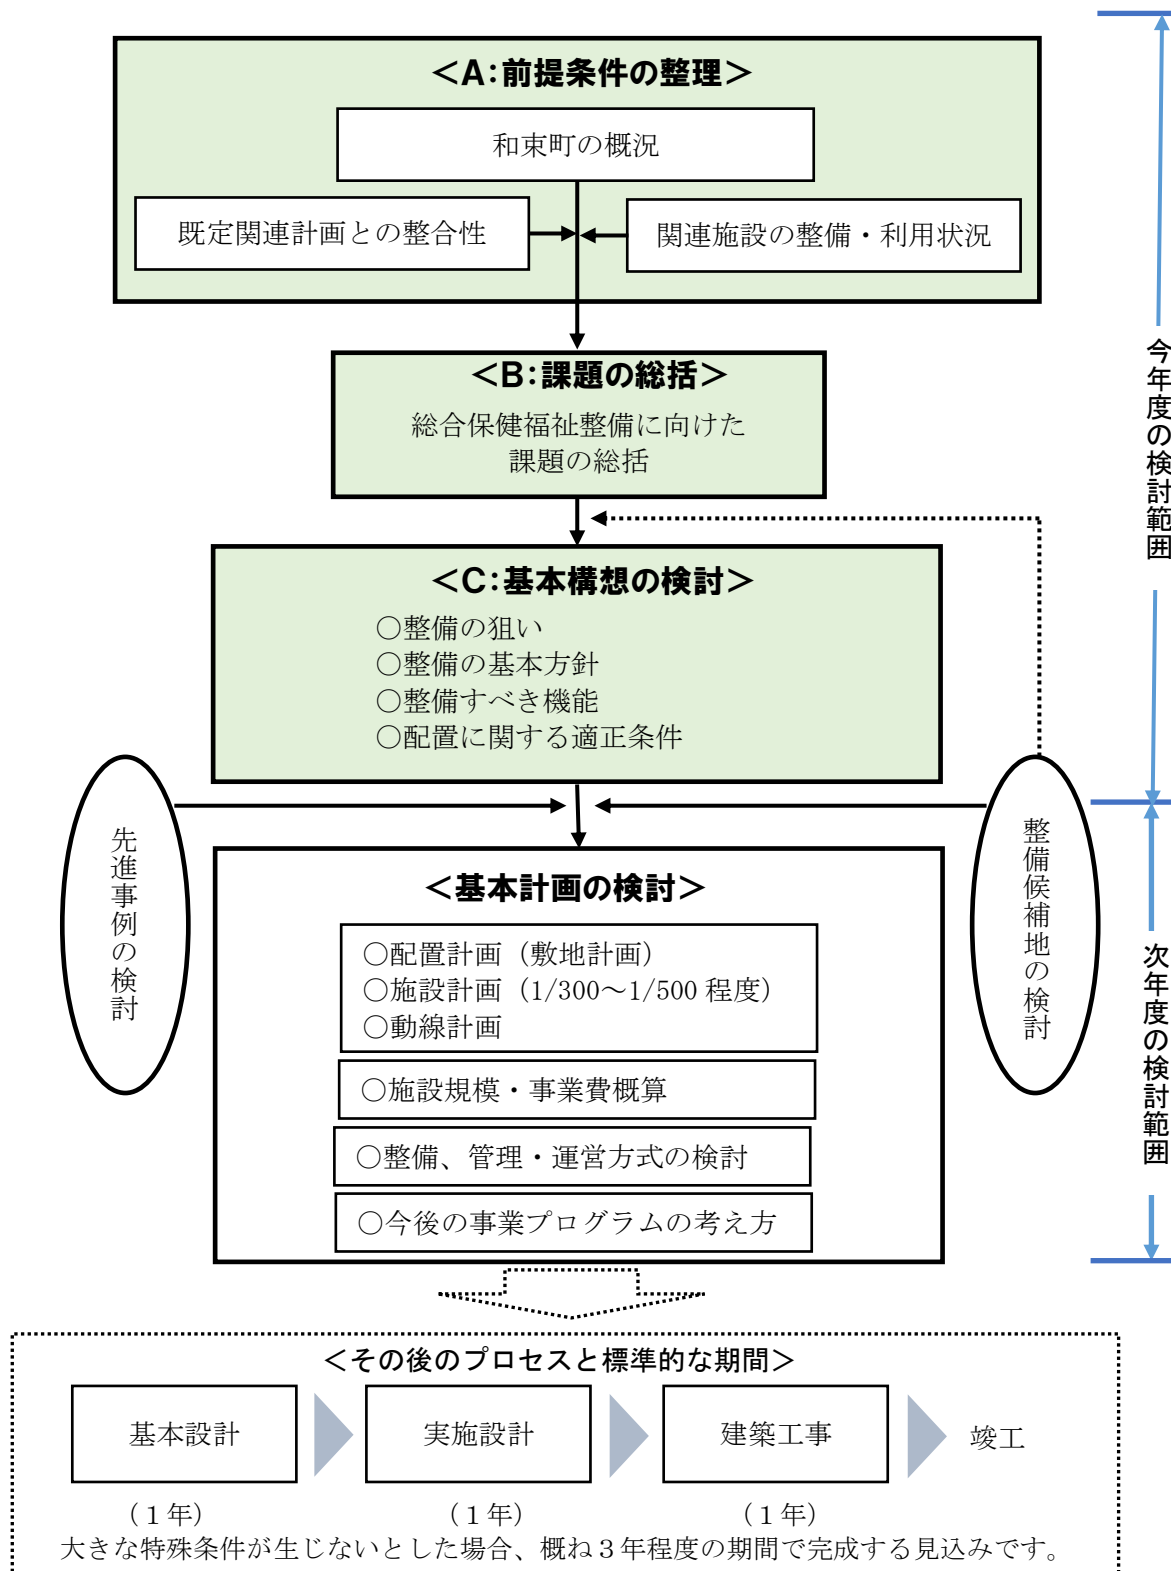 <A:前提条件の整理>
和束町の概況
既定関連計画との整合性
関連施設の整備・利用状況
<B:課題の総括>
総合保健福祉整備に向けた
課題の総括
<C:基本構想の検討>
○整備の狙い
○整備の基本方針
○整備すべき機能
○配置に関する適正条件
今年度の検討範囲
先進事例の検討
整備候補地の検討
<基本計画の検討>
○配置計画（敷地計画）
○施設計画（1/300～1/500 程度）
○動線計画
○施設規模・事業費概算
○整備、管理・運営方式の検討
○今後の事業プログラムの考え方
次年度の検討範囲
<その後のプロセスと標準的な期間>
基本設計
実施設計
建築工事
竣工
（１年）
（１年）
（１年）
大きな特殊条件が生じないとした場合、概ね３年程度の期間で完成する見込みです。